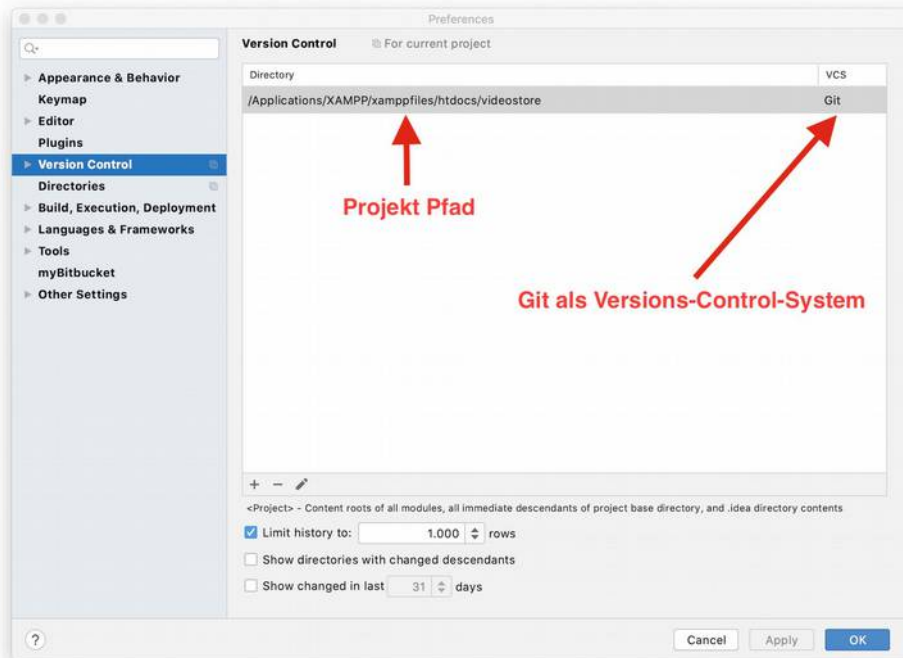 Preferences
Version Control
For current project
Appearance & Behavior
Keymap
Editor
Plugins
Version Control
Directories
Build, Execution, Deployment
Languages & Frameworks
Tools
myBitbucket
Other Settings
Directory VCS
/Applications/XAMPP/xamppfiles/htdocs/videostore Git
Projekt Pfad
Git als Versions-Control-System
<Project> - Content roots of all modules, all immediate descendants of project base directory, and .idea directory contents
Limit history to: 1.000 rows
Show directories with changed descendants
Show changed in last 31 days
? Cancel Apply OK